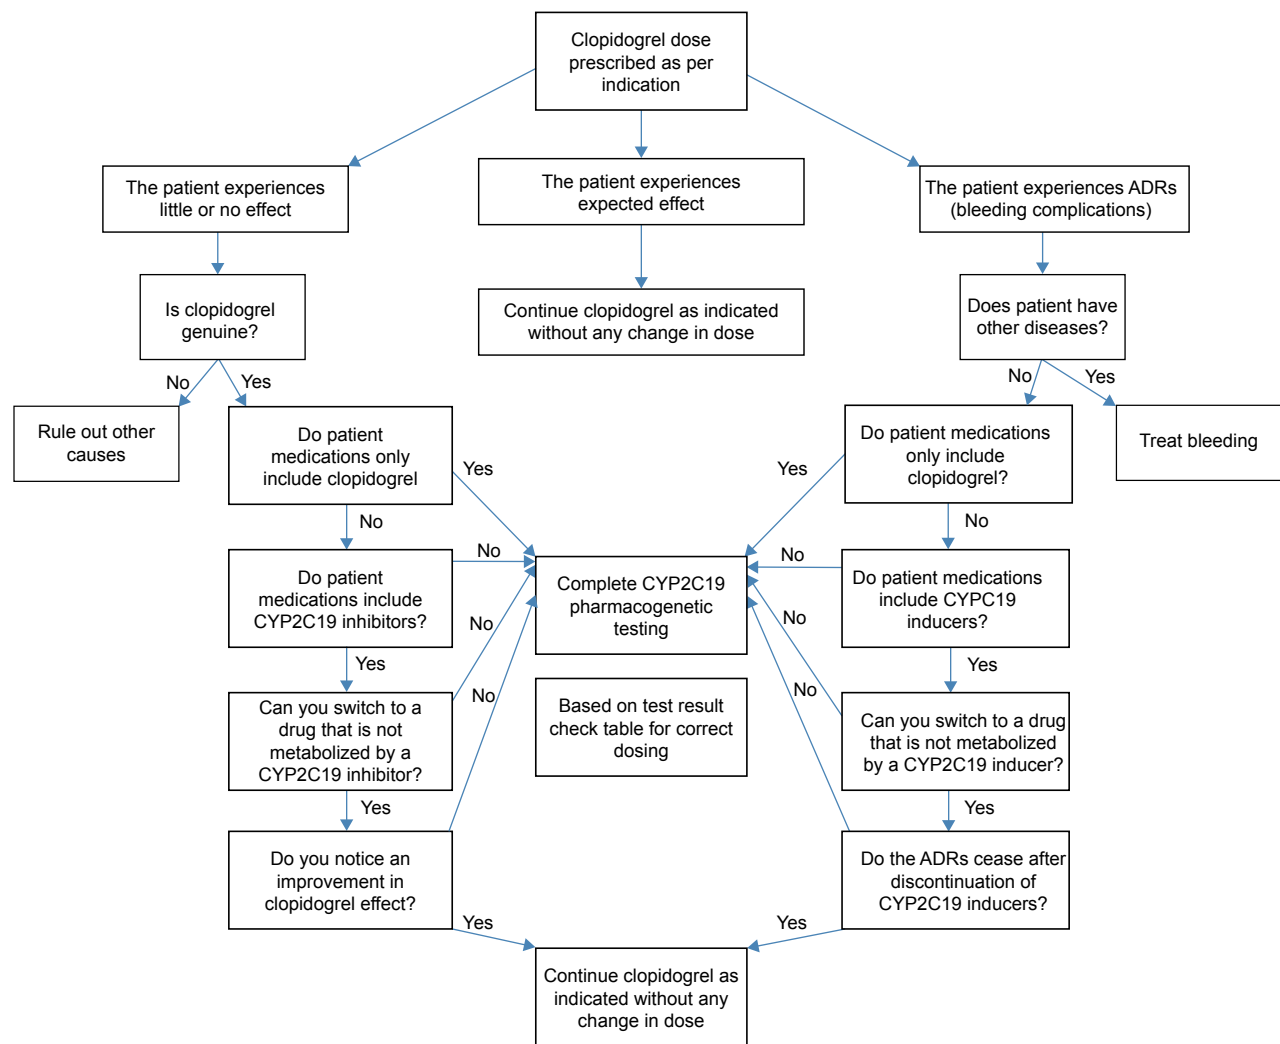 Clopidogrel dose
prescribed as per
indication
The patient experiences
little or no effect
The patient experiences
expected effect
The patient experiences ADRs
(bleeding complications)
Is clopidogrel
genuine?
Continue clopidogrel as indicated
without any change in dose
Does patient have
other diseases?
No
Yes
No
Yes
Rule out other
causes
Do patient
medications only
include clopidogrel
Yes
Yes
Do patient medications
only include
clopidogrel?
Treat bleeding
No
No
Do patient
medications include
CYP2C19 inhibitors?
No
Complete CYP2C19
pharmacogenetic
testing
No
Do patient medications
include CYPC19
inducers?
Yes
No
No
Yes
Can you switch to a
drug that is not
metabolized by a
CYP2C19 inhibitor?
No
Based on test result
check table for correct
dosing
No
Can you switch to a drug
that is not metabolized
by a CYP2C19 inducer?
Yes
Yes
Do you notice an
improvement in
clopidogrel effect?
Do the ADRs cease after
discontinuation of
CYP2C19 inducers?
Yes
Yes
Continue clopidogrel as
indicated without any
change in dose